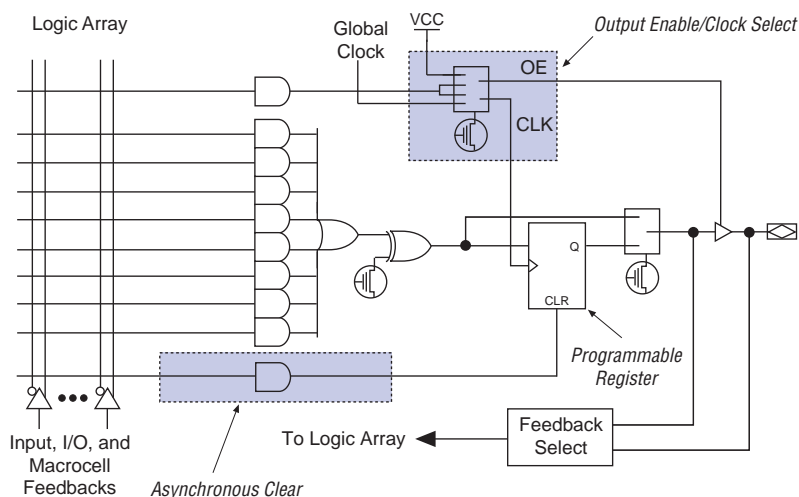 Logic Array
Global
Clock
VCC
Output Enable/Clock Select
OE
CLK
Q
CLR
Programmable
Register
To Logic Array
Feedback
Select
Input, I/O, and
Macrocell
Feedbacks
Asynchronous Clear